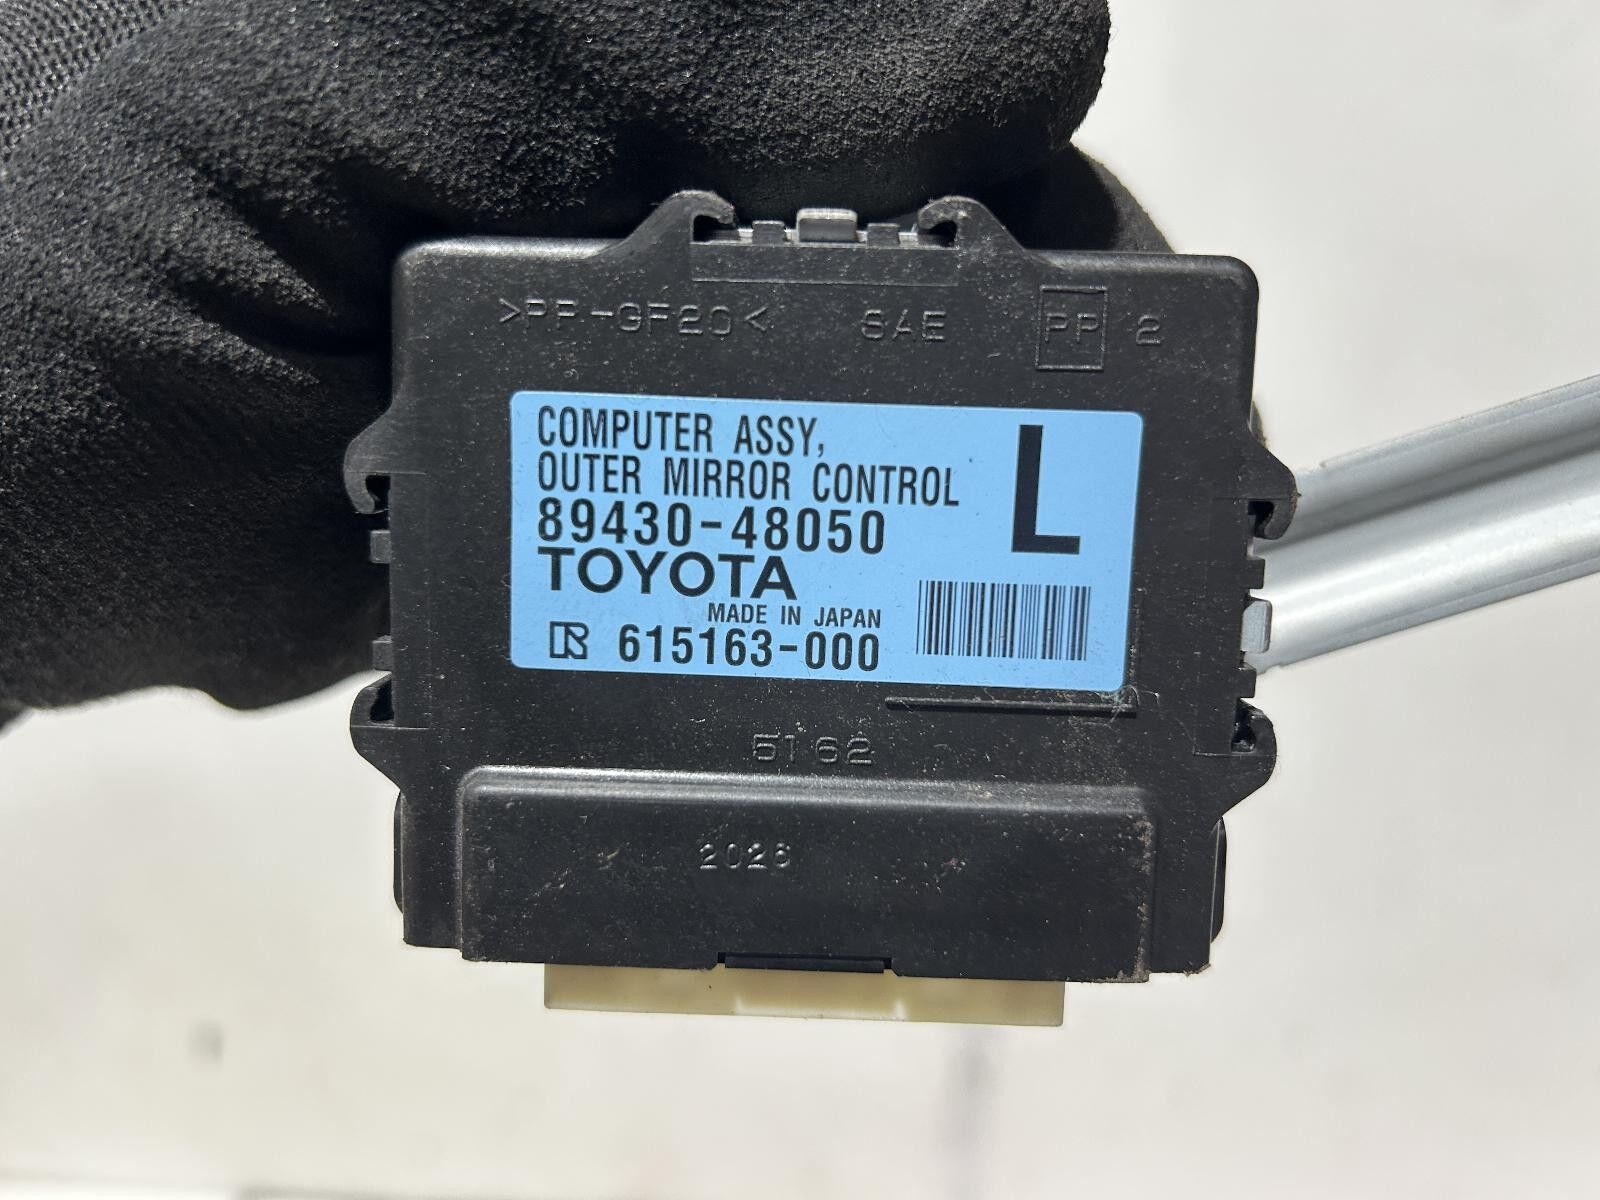 >PP-GF20<  SAE  PP 2
COMPUTER ASSY,
OUTER MIRROR CONTROL
L
89430-48050
TOYOTA
MADE IN JAPAN
R 615163-000
5162
2026